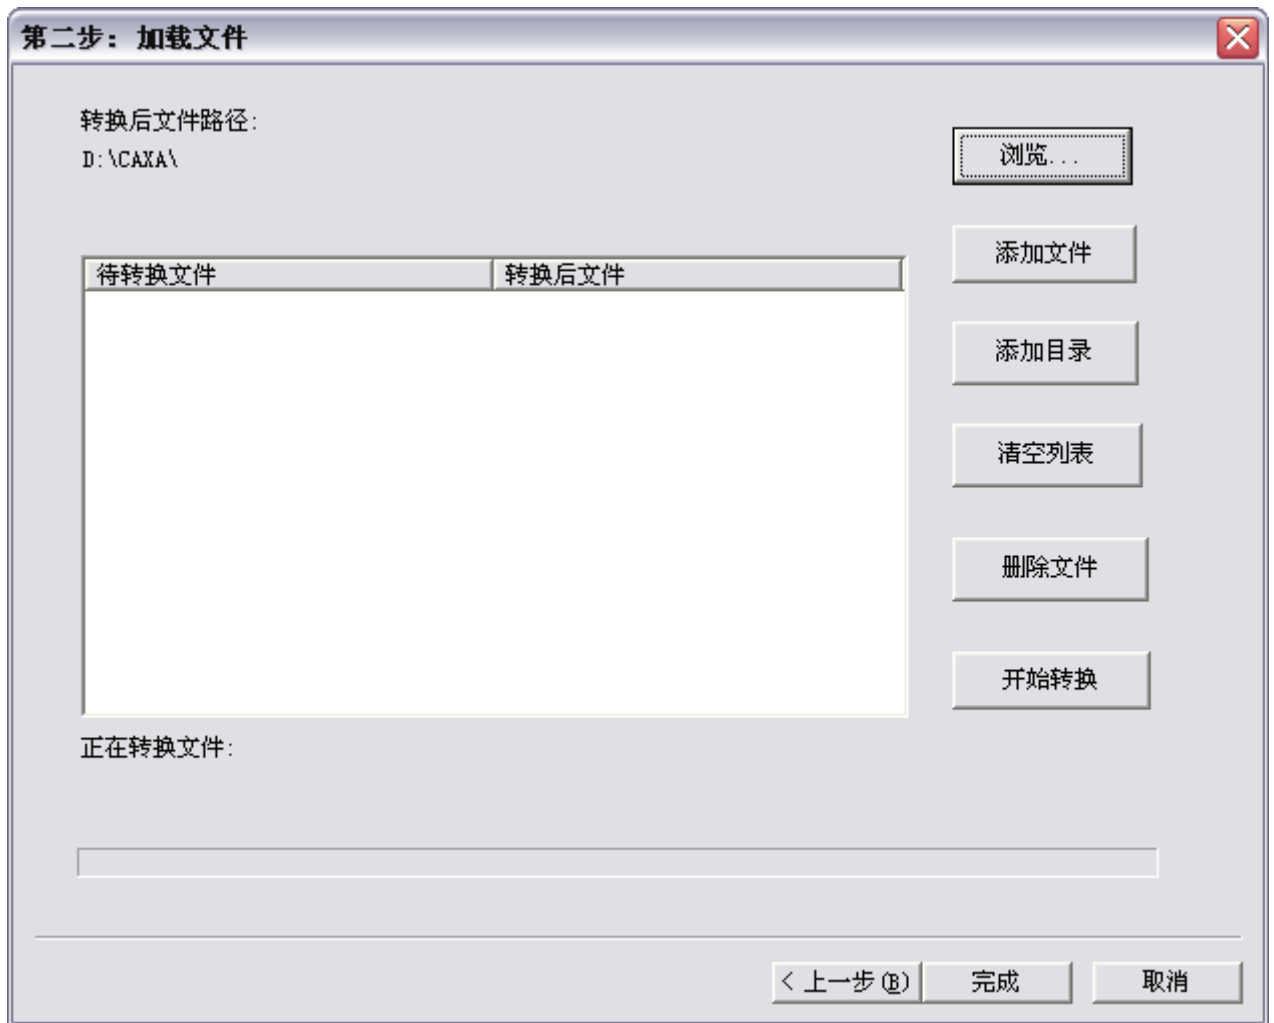 第二步：加载文件
转换后文件路径:
D:\CAXA\
浏览...
添加文件
待转换文件 转换后文件
添加目录
清空列表
删除文件
开始转换
正在转换文件:
< 上一步(B) 完成 取消